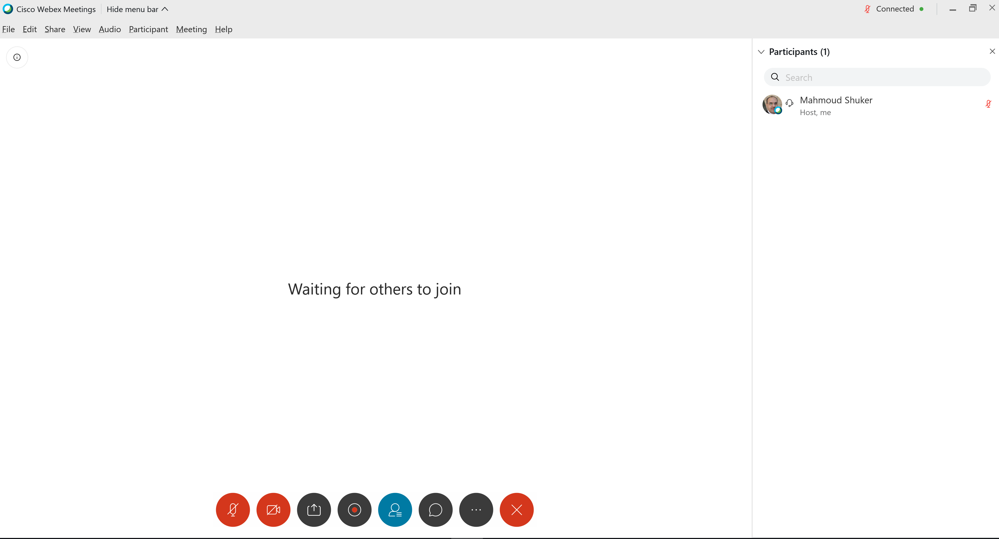 Cisco Webex Meetings Hide menu bar Connected
File Edit Share View Audio Participant Meeting Help
Participants (1)
Search
Mahmoud Shuker
Host, me
Waiting for others to join